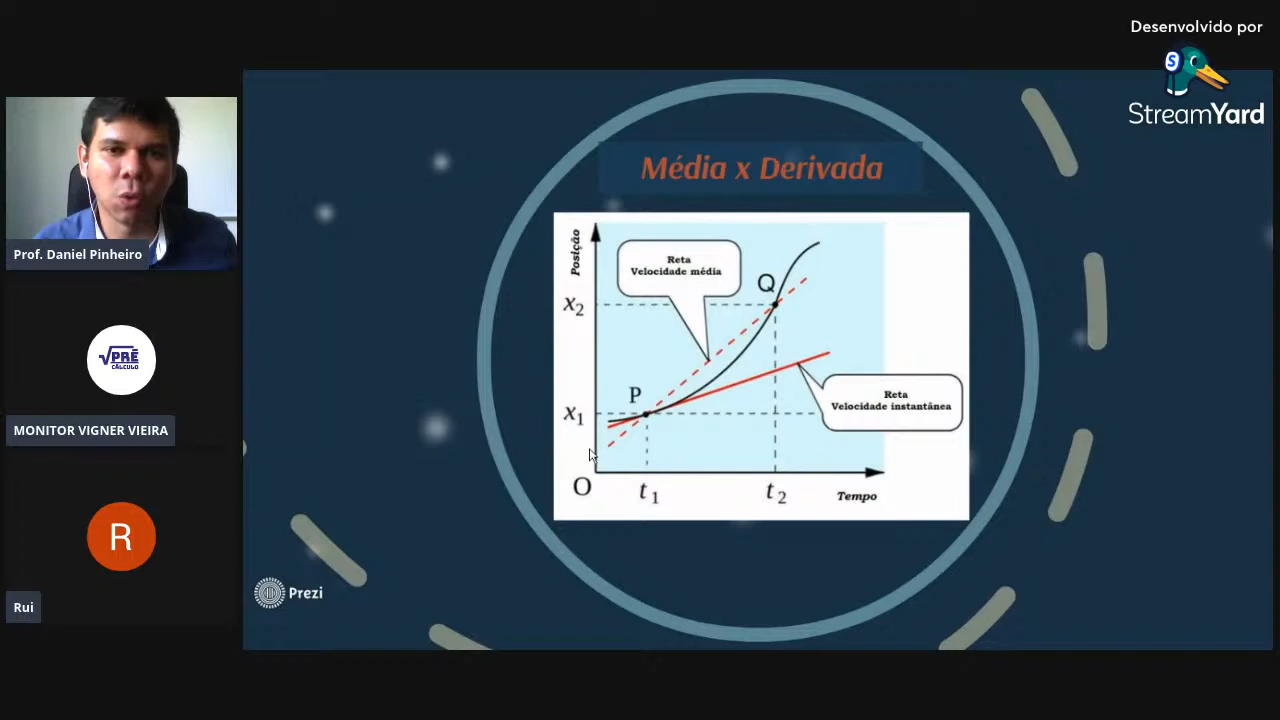 Desenvolvido por
StreamYard
Prof. Daniel Pinheiro
√PRÉ
CÁLCULO
MONITOR VIGNER VIEIRA
R
Rui
Média x Derivada
Posição
Reta
Velocidade média
Q
x2
P
x1
Reta
Velocidade instantânea
O
t1
t2
Tempo
Prezi